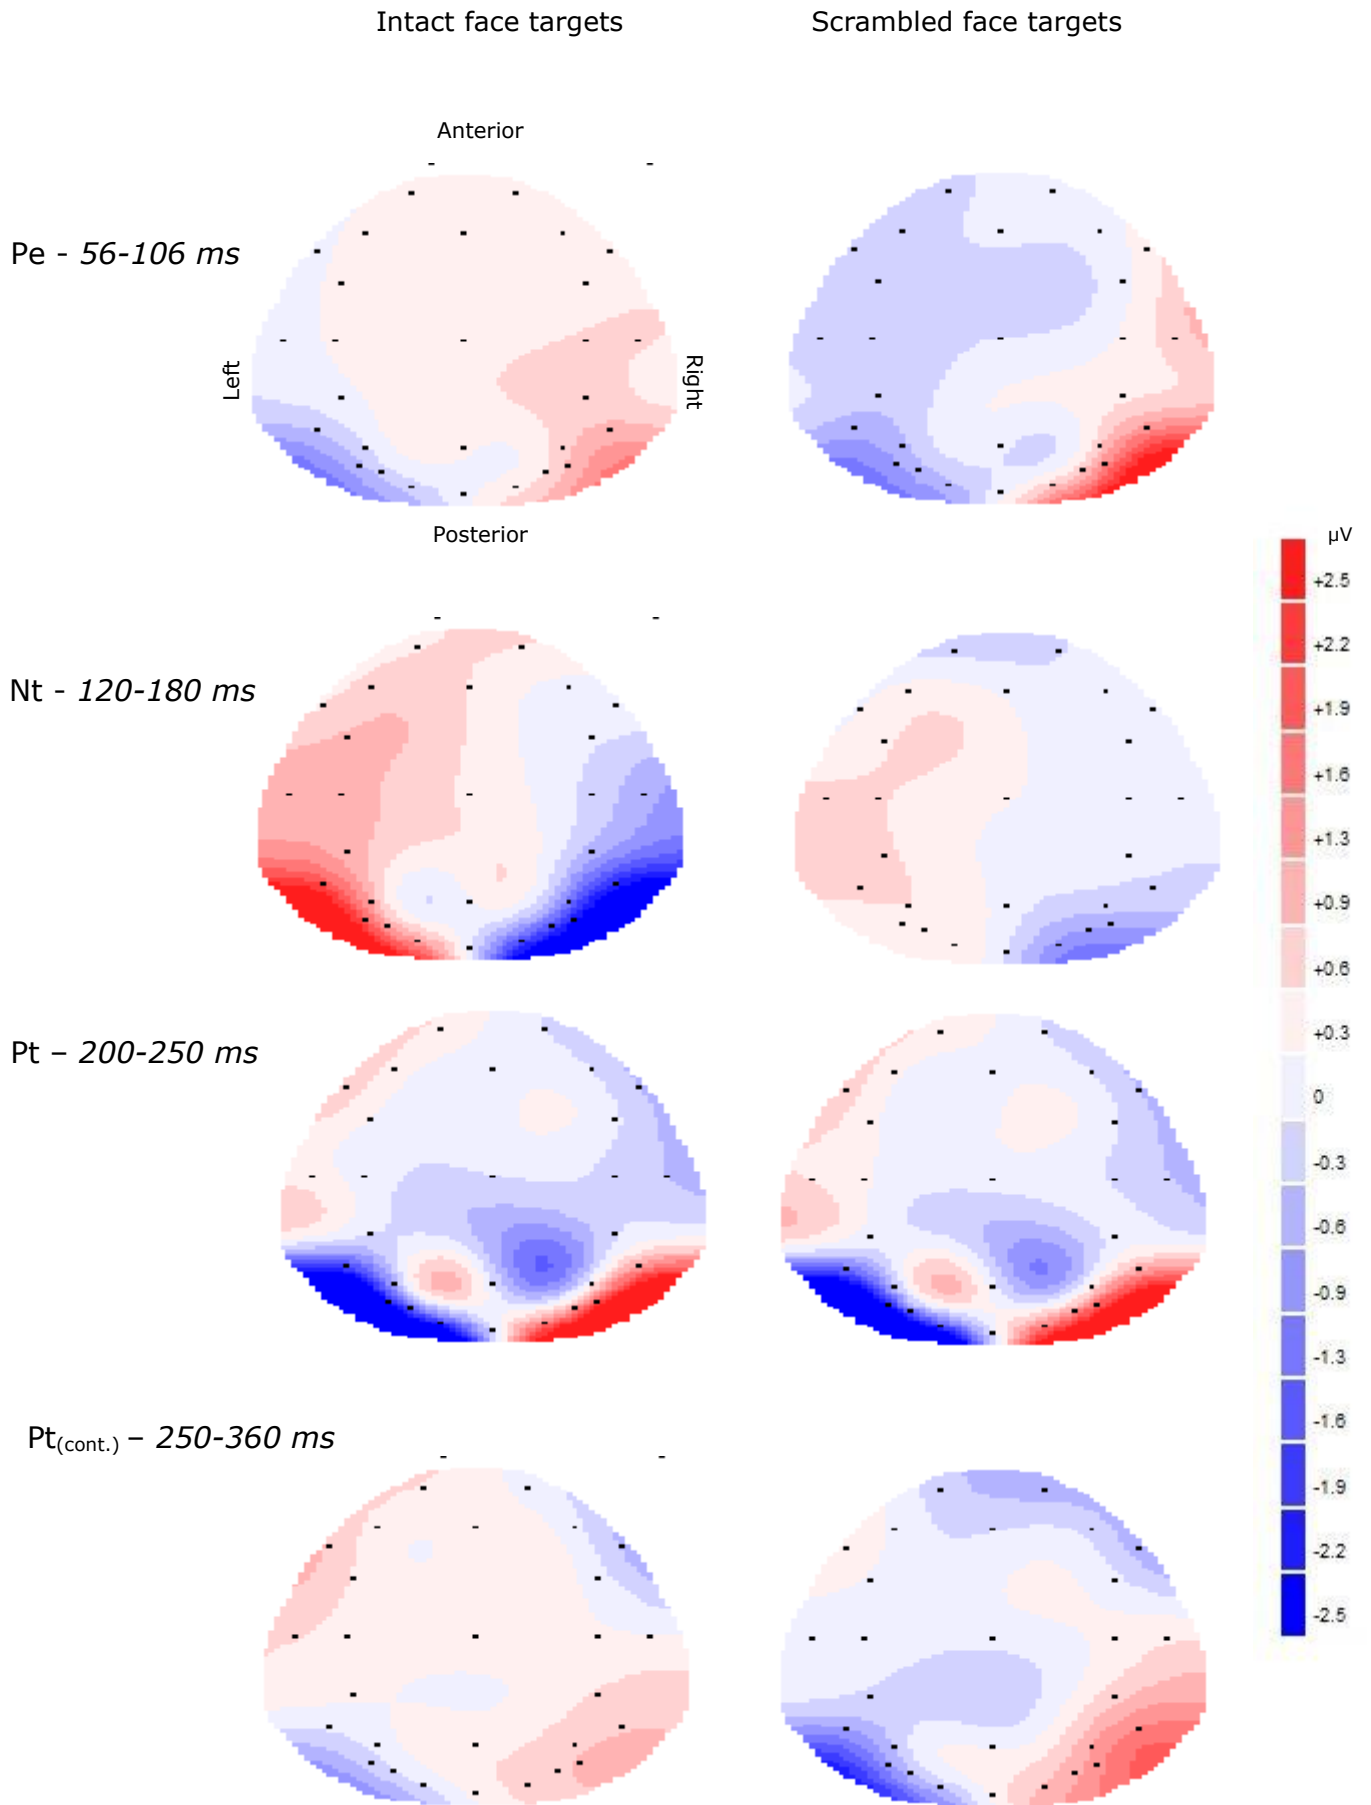 Intact face targets Scrambled face targets
Anterior
Pe - 56-106 ms
Left
Right
Posterior
µV
+2.5
+2.2
Nt - 120-180 ms
+1.9
+1.6
+1.3
+0.9
+0.6
+0.3
Pt – 200-250 ms
0
-0.3
-0.6
-0.9
-1.3
-1.6
Pt(cont.) – 250-360 ms
-1.9
-2.2
-2.5